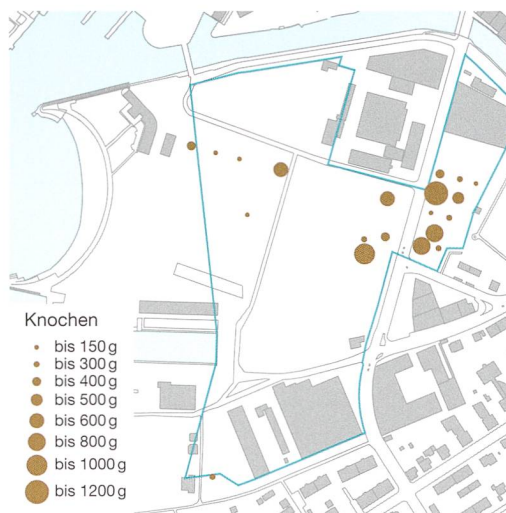 Knochen
bis 150 g
bis 300 g
bis 400 g
bis 500 g
bis 600 g
bis 800 g
bis 1000 g
bis 1200 g